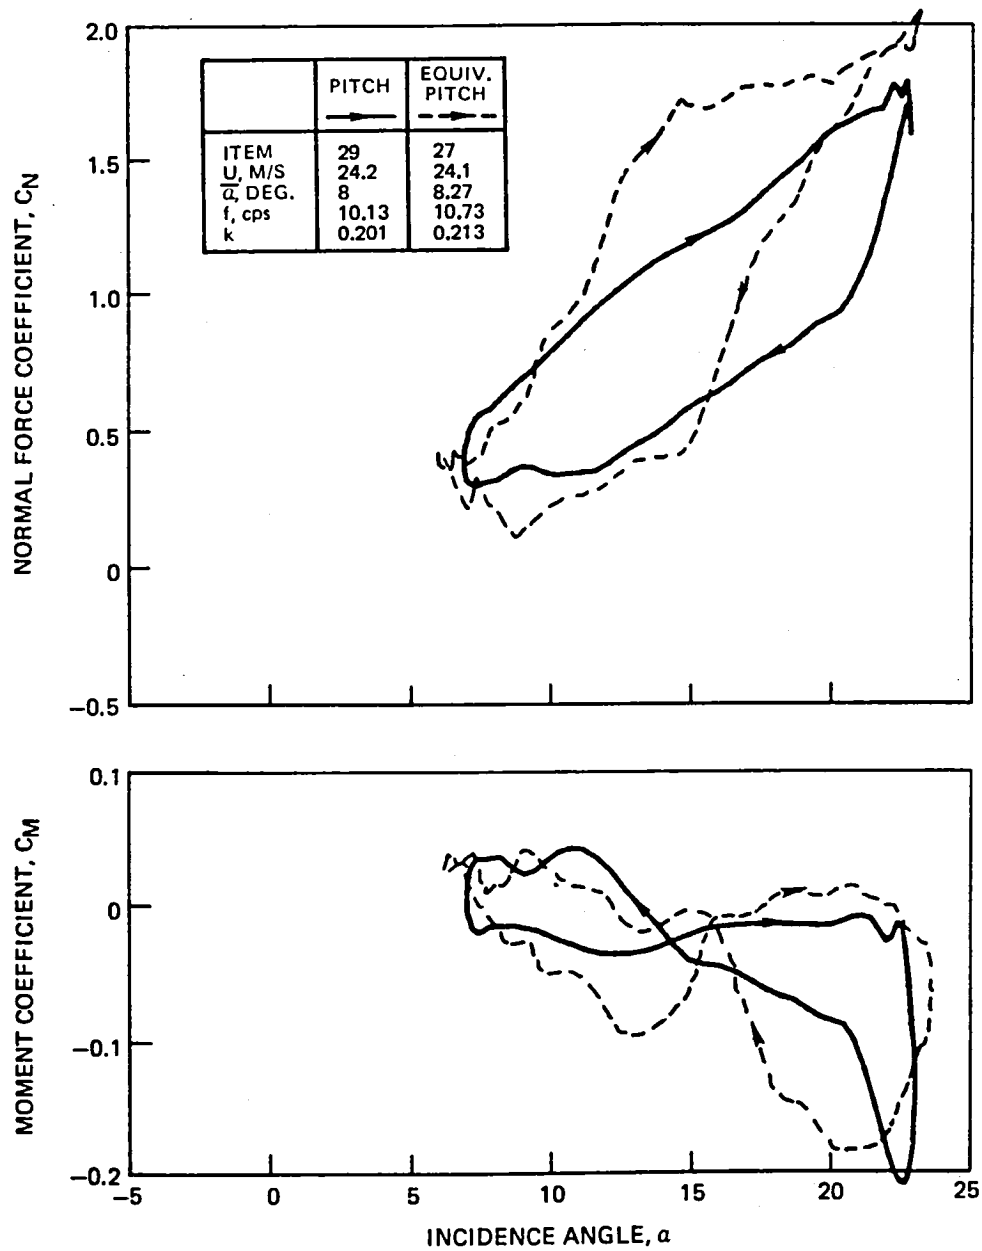 2.0
1.5
1.0
0.5
0
−0.5
NORMAL FORCE COEFFICIENT, CN
PITCH EQUIV. PITCH
ITEM 29 27
U, M/S 24.2 24.1
α, DEG. 8 8.27
f, cps 10.13 10.73
k 0.201 0.213
0.1
0
−0.1
−0.2
MOMENT COEFFICIENT, CM
−5 0 5 10 15 20 25
INCIDENCE ANGLE, α